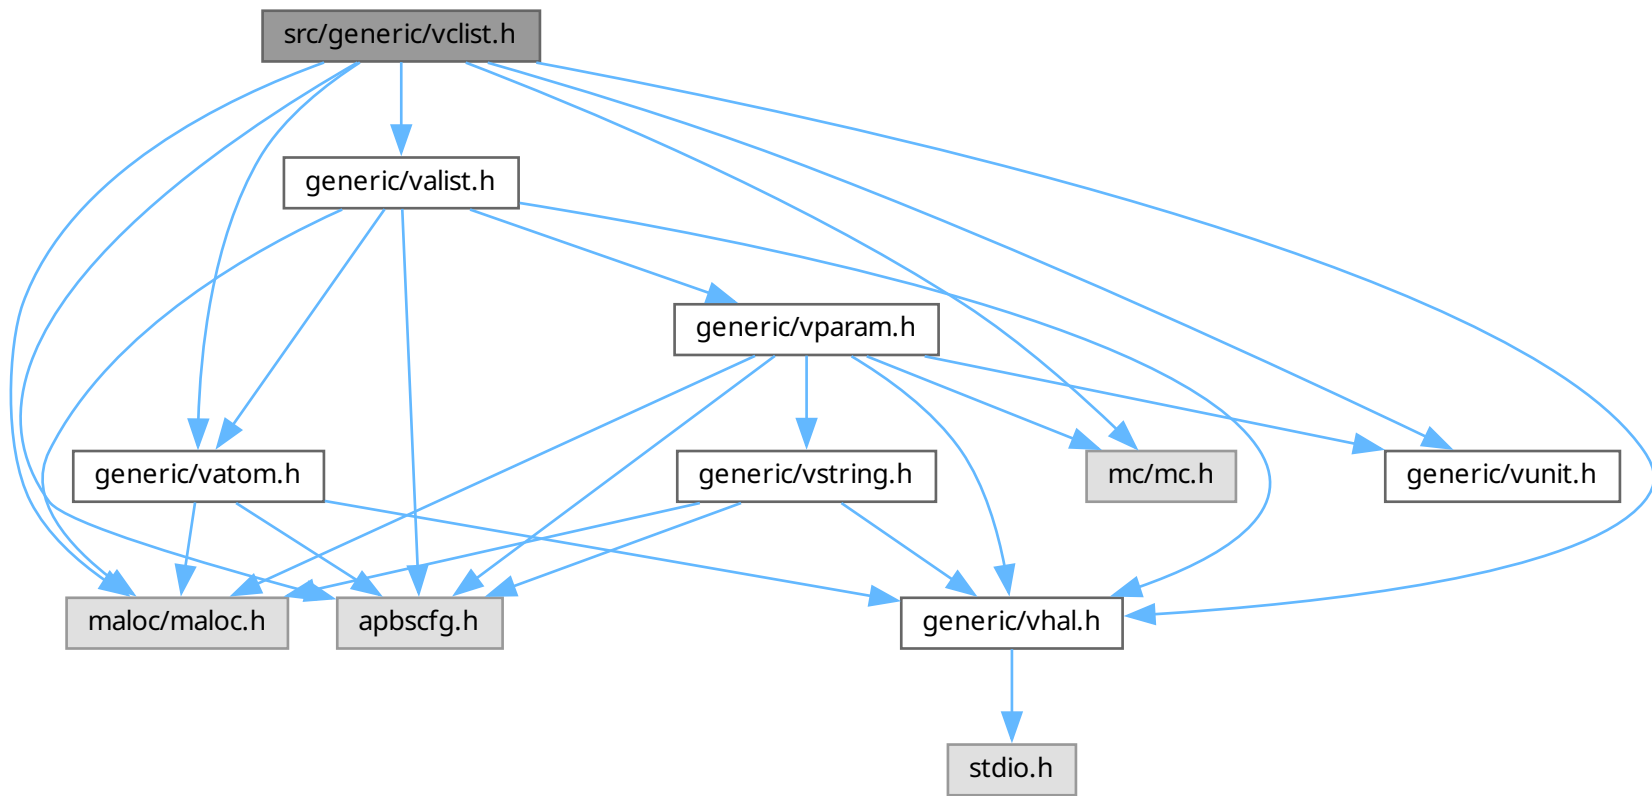 src/generic/vclist.h
generic/valist.h
generic/vparam.h
generic/vatom.h
generic/vstring.h
mc/mc.h
generic/vunit.h
maloc/maloc.h
apbscfg.h
generic/vhal.h
stdio.h